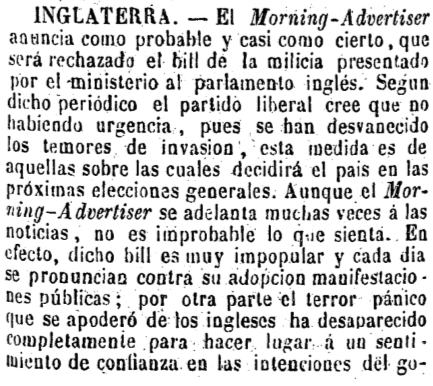 INGLATERRA. — El Morning-Advertiser
anuncia como probable y casi como cierto, que
será rechazado el bill de la milicia presentado
por el ministerio al parlamento inglés. Segun
dicho periódico el partido liberal cree que no
habiendo urgencia, pues se han desvanecido
los temores de invasion, esta medida es de
aquellas sobre las cuales decidirá el pais en las
próximas elecciones generales. Aunque el Mor-
ning-Advertiser se adelanta muchas veces á las
noticias, no es improbable lo que sienta. En
efecto, dicho bill es muy impopular y cada dia
se pronuncian contra su adopcion manifestacio-
nes públicas; por otra parte el terror pánico
que se apoderó de los ingleses ha desaparecido
completamente para hacer lugar á un senti-
miento de confianza en las intenciones del go-